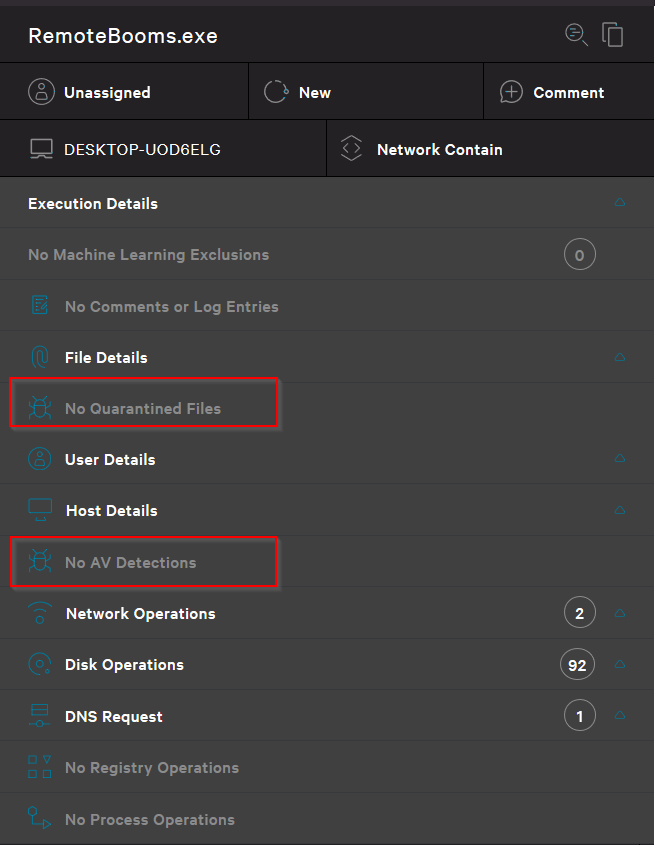 RemoteBooms.exe
Unassigned New Comment
DESKTOP-UOD6ELG Network Contain
Execution Details
No Machine Learning Exclusions 0
No Comments or Log Entries
File Details
No Quarantined Files
User Details
Host Details
No AV Detections
Network Operations 2
Disk Operations 92
DNS Request 1
No Registry Operations
No Process Operations